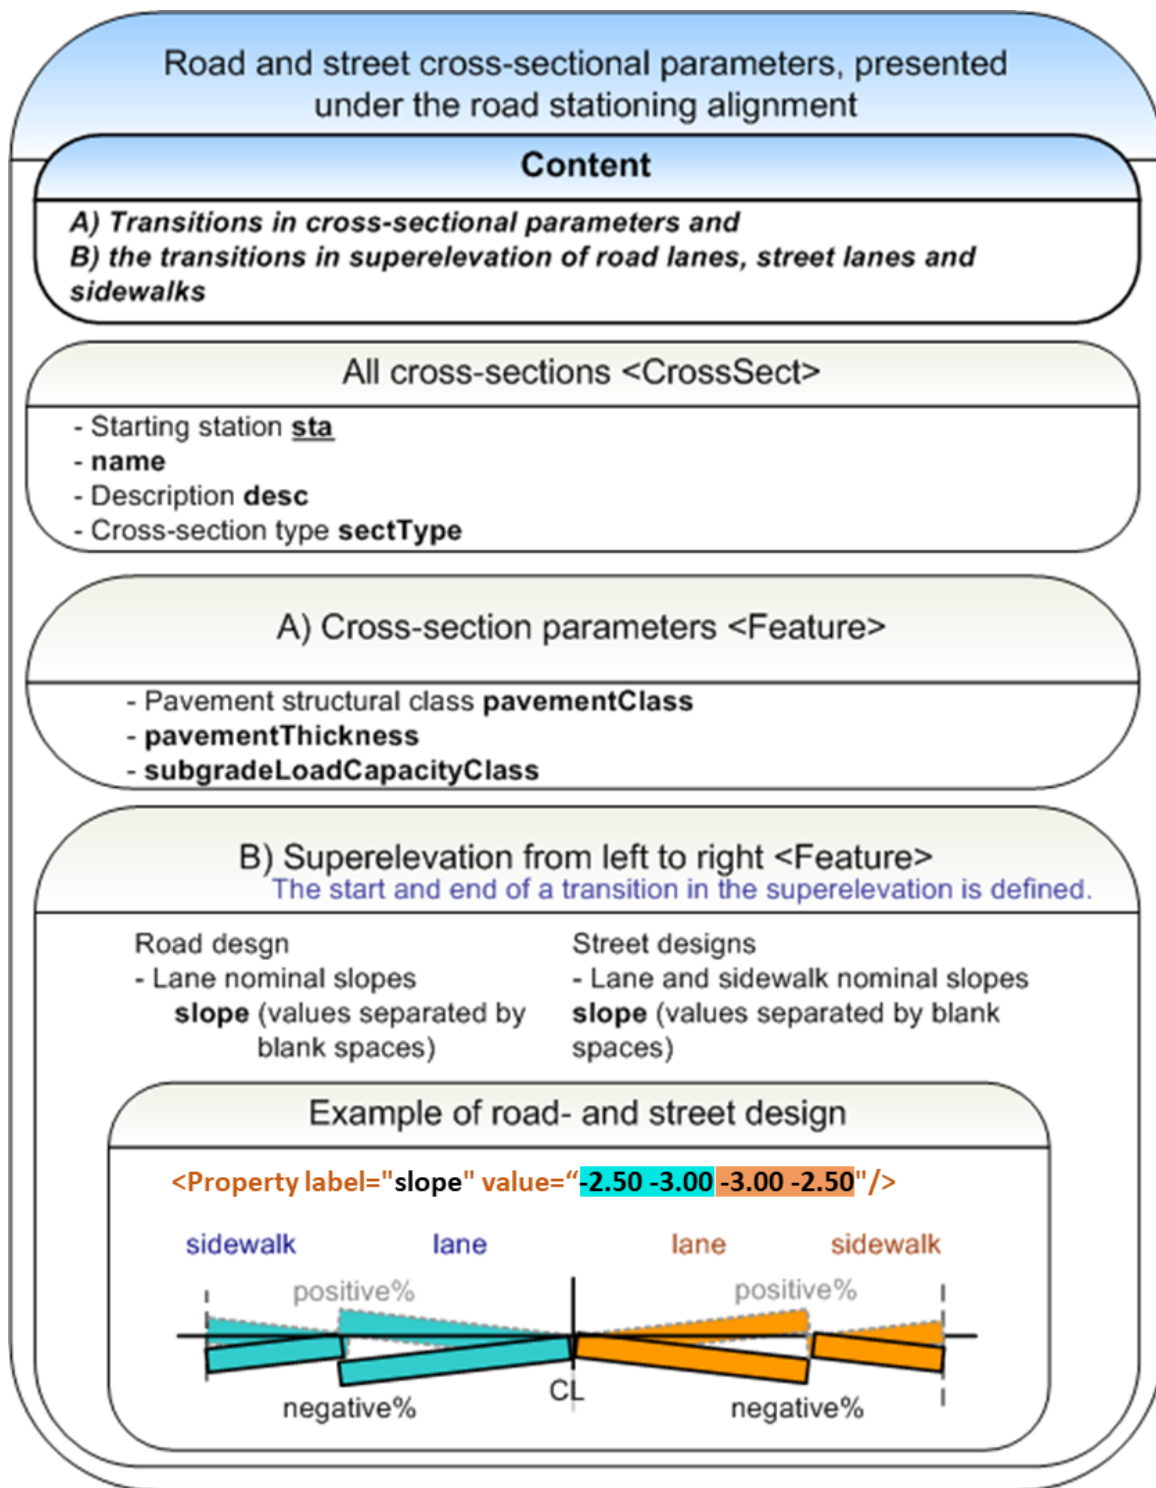 Road and street cross-sectional parameters, presented
under the road stationing alignment
Content
A) Transitions in cross-sectional parameters and
B) the transitions in superelevation of road lanes, street lanes and
sidewalks
All cross-sections <CrossSect>
- Starting station sta
- name
- Description desc
- Cross-section type sectType
A) Cross-section parameters <Feature>
- Pavement structural class pavementClass
- pavementThickness
- subgradeLoadCapacityClass
B) Superelevation from left to right <Feature>
The start and end of a transition in the superelevation is defined.
Road desgn
- Lane nominal slopes
slope (values separated by
blank spaces)
Street designs
- Lane and sidewalk nominal slopes
slope (values separated by blank
spaces)
Example of road- and street design
<Property label="slope" value=“-2.50 -3.00 -3.00 -2.50"/>
sidewalk lane lane sidewalk
positive% positive%
CL
negative% negative%